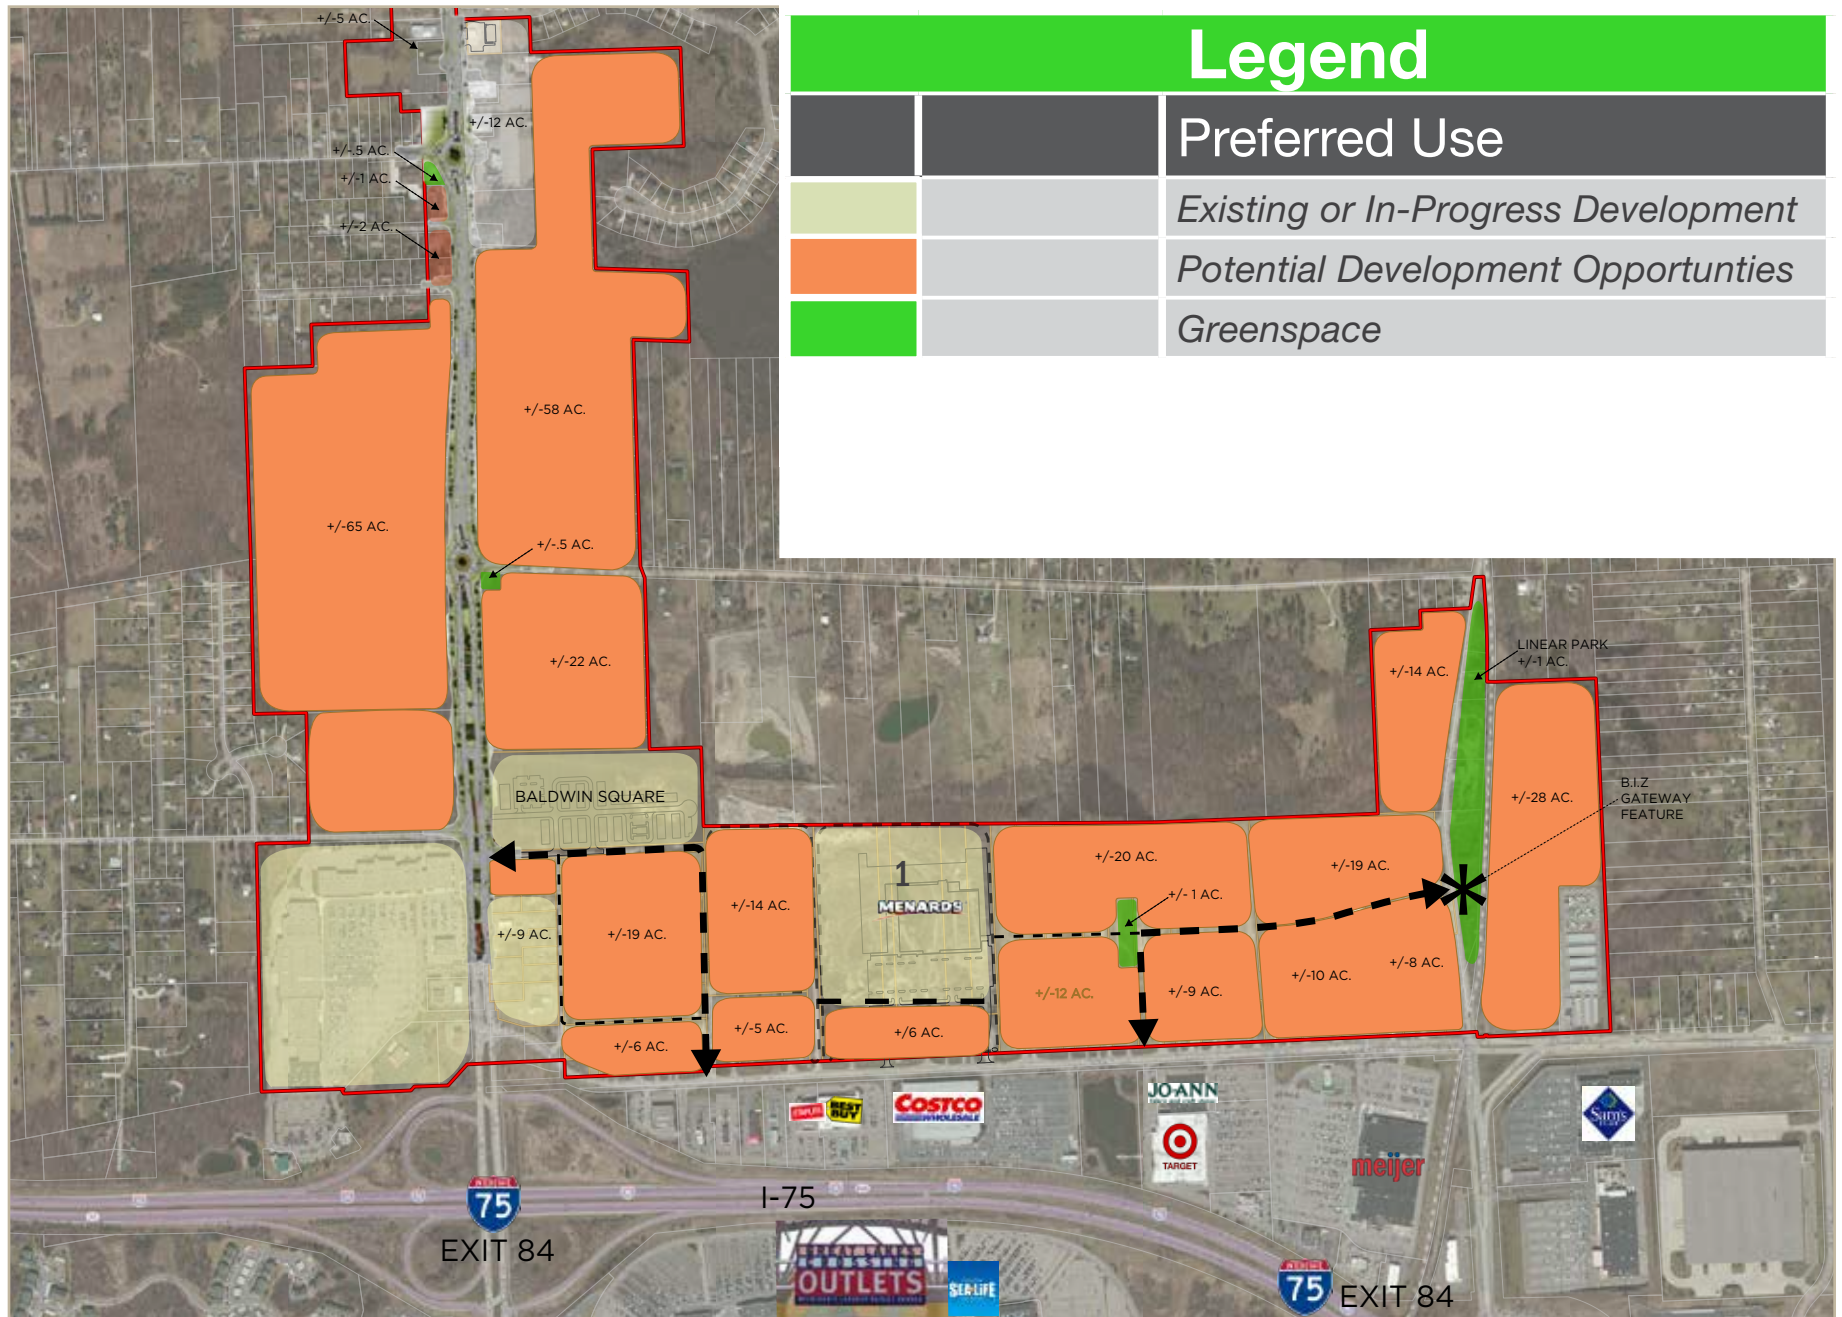 Legend
Preferred Use
Existing or In-Progress Development
Potential Development Opportunties
Greenspace
+/-5 AC.
+/-12 AC.
+/-.5 AC.
+/-1 AC.
+/-2 AC.
+/-58 AC.
+/-65 AC.
+/-.5 AC.
+/-22 AC.
LINEAR PARK
+/-1 AC.
+/-14 AC.
B.I.Z
GATEWAY
FEATURE
+/-28 AC.
BALDWIN SQUARE
+/-20 AC.
+/-19 AC.
1
MENARDS
+/- 1 AC.
+/-14 AC.
+/-9 AC.
+/-19 AC.
+/-12 AC.
+/-9 AC.
+/-10 AC.
+/-8 AC.
+/-5 AC.
+/6 AC.
+/-6 AC.
STAPLES
BEST
BUY
COSTCO
WHOLESALE
JO-ANN
TARGET
meijer
Sam's
I-75
75
EXIT 84
OUTLETS
SEA LIFE
75
EXIT 84